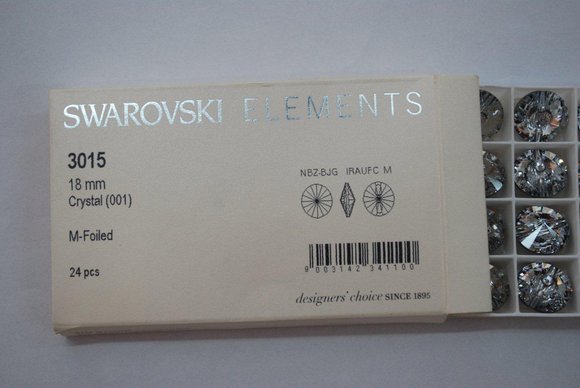 SWAROVSKI ELEMENTS
3015
18 mm
Crystal (001)
M-Foiled
24 pcs
NBZ-BJG IRAUFC M
9 003142 341100
designers' choice SINCE 1895